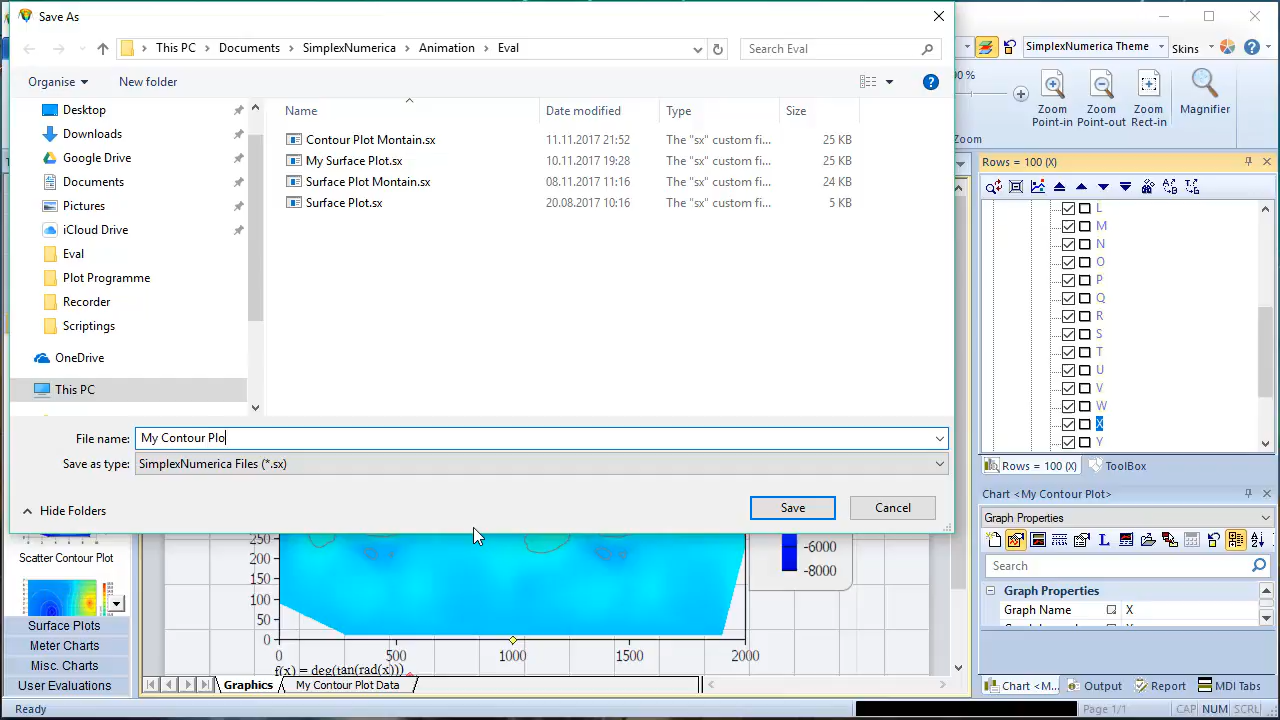 Save As
This PC > Documents > SimplexNumerica > Animation > Eval
Search Eval
SimplexNumerica Theme
Skins
Organise
New folder
Zoom Point-in
Zoom Point-out
Zoom Rect-in
Magnifier
Zoom
Desktop
Downloads
Google Drive
Documents
Pictures
iCloud Drive
Eval
Plot Programme
Recorder
Scriptings
OneDrive
This PC
Name Date modified Type Size
Contour Plot Montain.sx 11.11.2017 21:52 The "sx" custom fi... 25 KB
My Surface Plot.sx 10.11.2017 19:28 The "sx" custom fi... 25 KB
Surface Plot Montain.sx 08.11.2017 11:16 The "sx" custom fi... 24 KB
Surface Plot.sx 20.08.2017 10:16 The "sx" custom fi... 5 KB
File name: My Contour Plo
Save as type: SimplexNumerica Files (*.sx)
Hide Folders
Save
Cancel
Rows = 100 (X)
L
M
N
O
P
Q
R
S
T
U
V
W
X
Y
Rows = 100 (X)
ToolBox
Chart <My Contour Plot>
Graph Properties
Search
Graph Properties
Graph Name X
Scatter Contour Plot
Surface Plots
Meter Charts
Misc. Charts
User Evaluations
250
200
150
100
50
0
0 500 1000 1500 2000
f(x) = deg(tan(rad(x)))
-6000
-8000
Graphics
My Contour Plot Data
Chart <M...
Output
Report
MDI Tabs
Ready
Page 1/1
CAP NUM SCRL